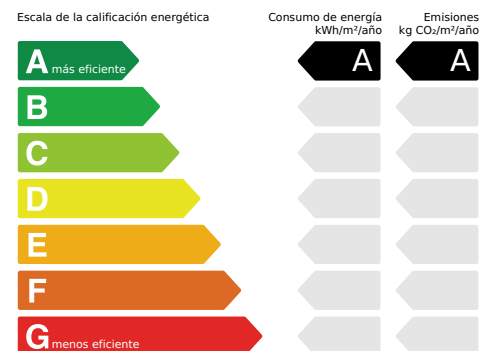 Escala de la calificación energética
Consumo de energía
kWh/m²/año
Emisiones
kg CO₂/m²/año
A más eficiente
A
A
B
C
D
E
F
G menos eficiente